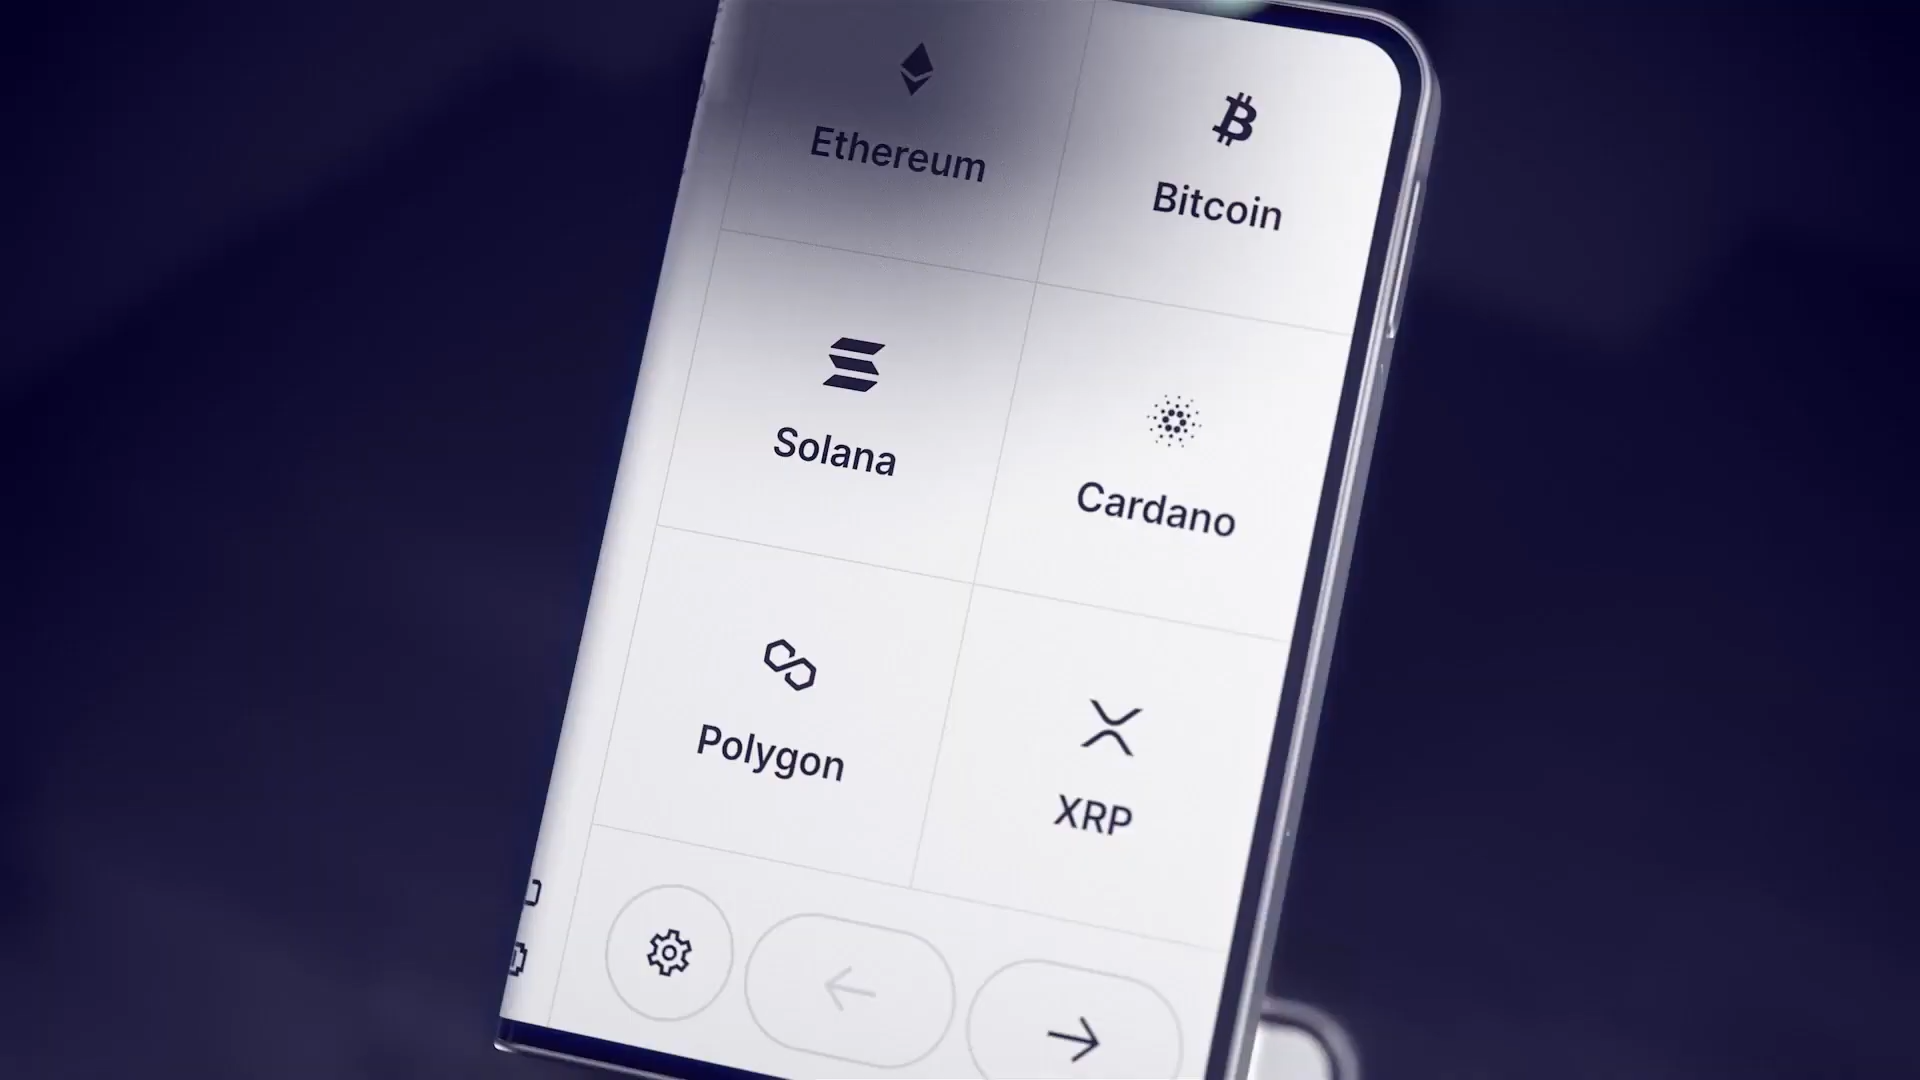 Ethereum
Bitcoin
Solana
Cardano
Polygon
XRP